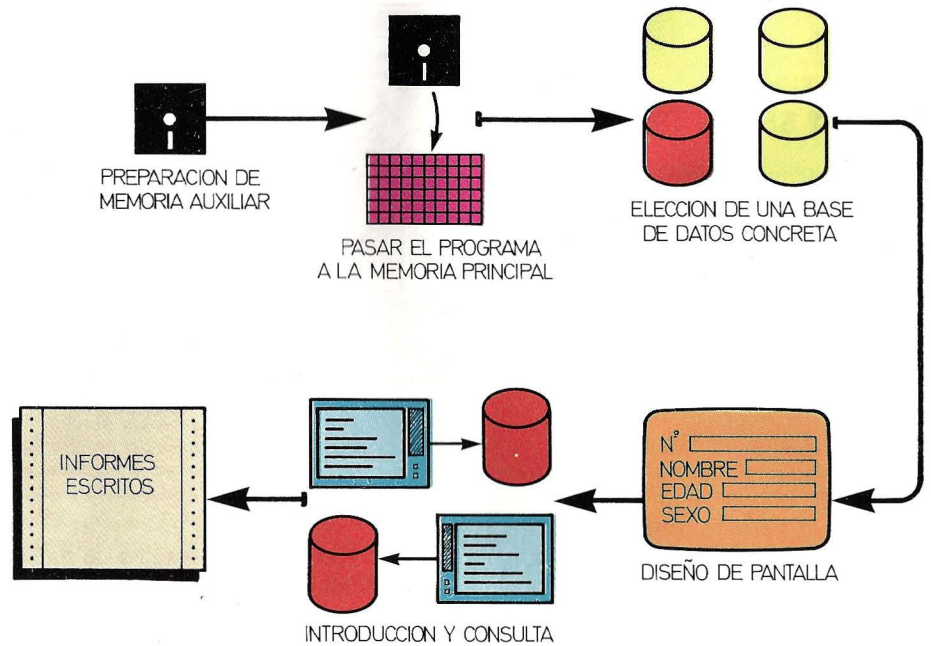 PREPARACION DE
MEMORIA AUXILIAR
PASAR EL PROGRAMA
A LA MEMORIA PRINCIPAL
ELECCION DE UNA BASE
DE DATOS CONCRETA
Nº
NOMBRE
EDAD
SEXO
DISEÑO DE PANTALLA
INTRODUCCION Y CONSULTA
INFORMES
ESCRITOS